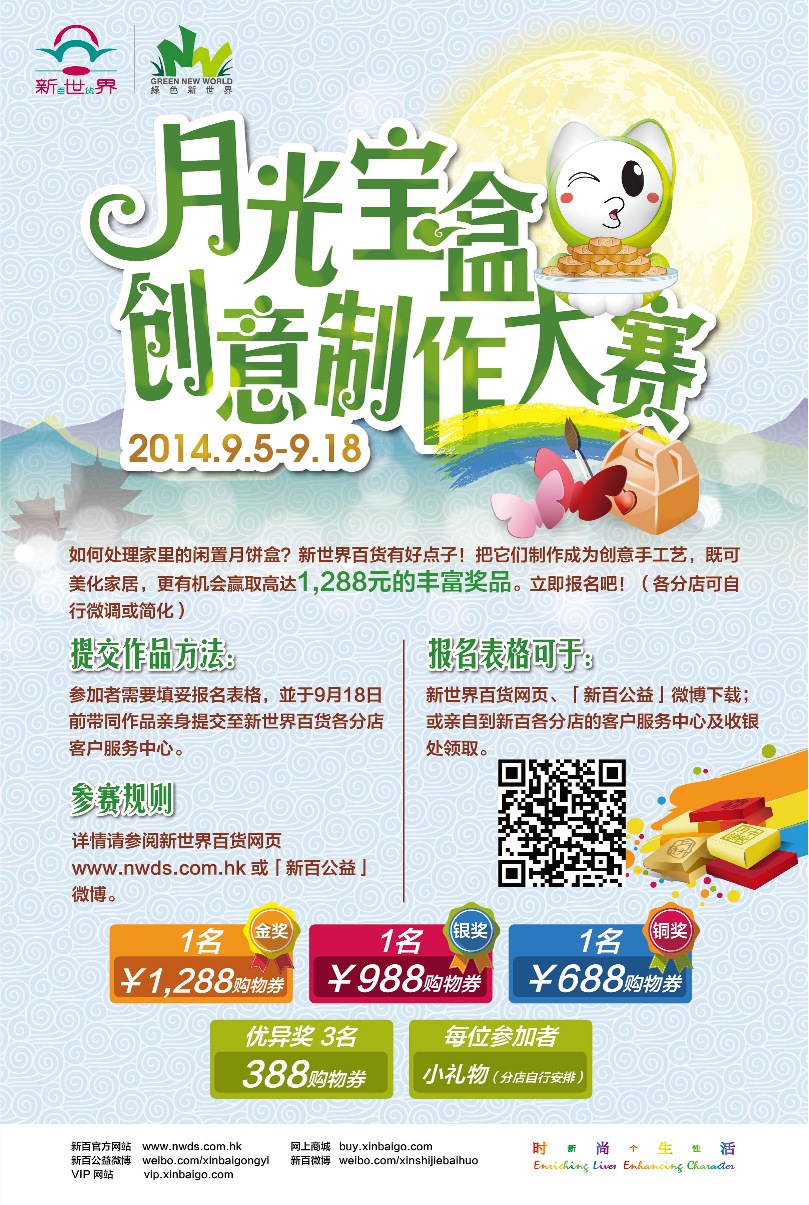 新世界
百货
NW
GREEN NEW WORLD
綠色新世界
月光宝盒
创意制作大赛
2014.9.5-9.18
如何处理家里的闲置月饼盒？新世界百货有好点子！把它们制作成为创意手工艺，既可
美化家居，更有机会赢取高达1,288元的丰富奖品。立即报名吧！（各分店可自
行微调或简化）
提交作品方法：
参加者需要填妥报名表格，並于9月18日
前带同作品亲身提交至新世界百货各分店
客户服务中心。
参赛规则
详情请参阅新世界百货网页
www.nwds.com.hk 或「新百公益」
微博。
报名表格可于：
新世界百货网页、「新百公益」微博下载；
或亲自到新百各分店的客户服务中心及收银
处领取。
金奖
1名
￥1,288购物券
银奖
1名
￥988购物券
铜奖
1名
￥688购物券
优异奖 3名
388购物券
每位参加者
小礼物（分店自行安排）
新百官方网站 www.nwds.com.hk
新百公益微博 weibo.com/xinbaigongyi
VIP 网站 vip.xinbaigo.com
网上商城 buy.xinbaigo.com
新百微博 weibo.com/xinshijiebaihuo
时新尚个生性活
Enriching Lives Enhancing Character